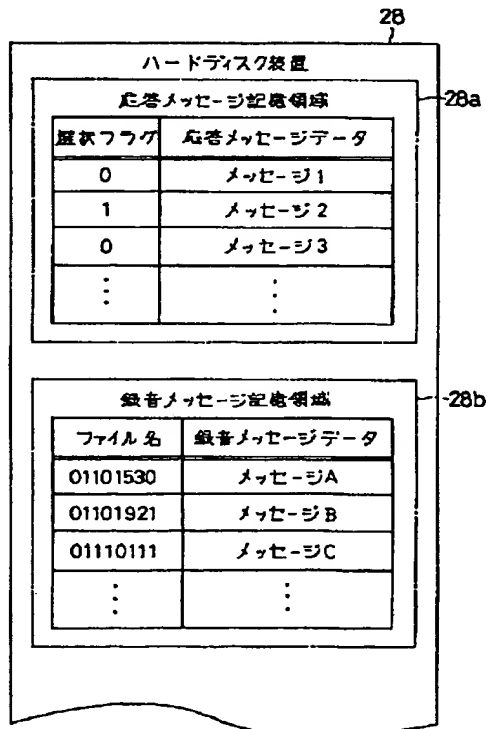 28
ハードディスク装置
応答メッセージ記憶領域
28a
選択フラグ 応答メッセージデータ
0 メッセージ1
1 メッセージ2
0 メッセージ3
⋮ ⋮
録音メッセージ記憶領域
28b
ファイル名 録音メッセージデータ
01101530 メッセージA
01101921 メッセージB
01110111 メッセージC
⋮ ⋮